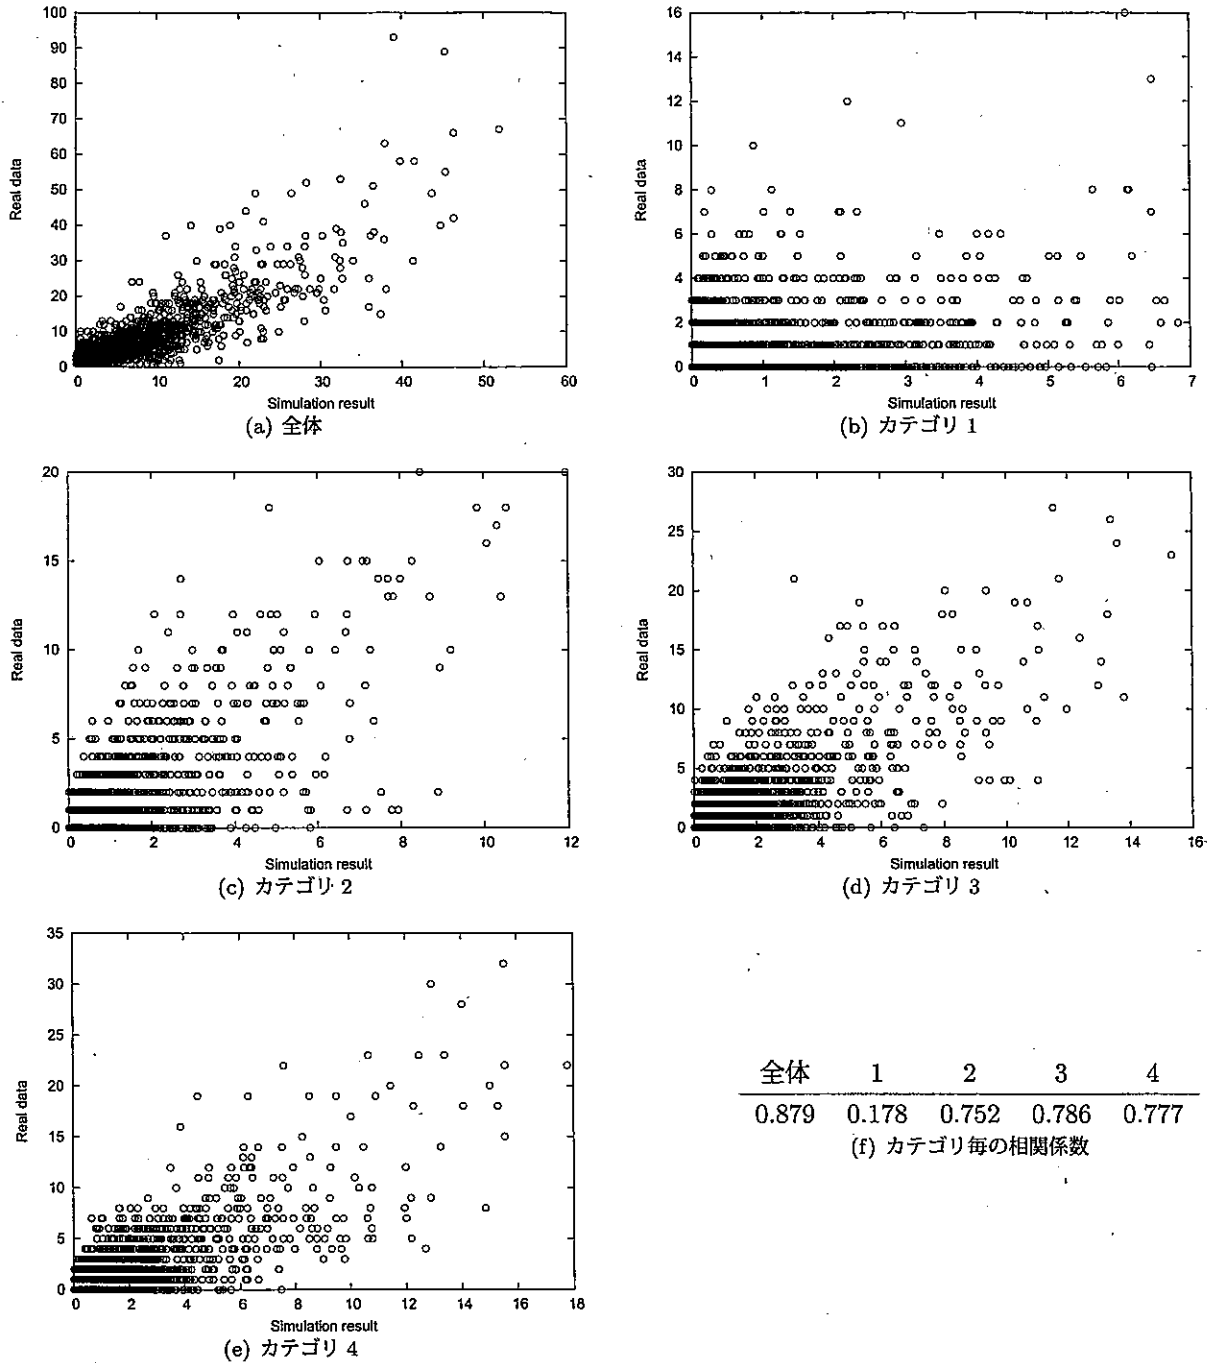 100
90
80
70
60
50
40
30
20
10
0
Real data
0 10 20 30 40 50 60
Simulation result
(a) 全体
16
14
12
10
8
6
4
2
0
Real data
0 1 2 3 4 5 6 7
Simulation result
(b) カテゴリ 1
20
15
10
5
0
Real data
0 2 4 6 8 10 12
Simulation result
(c) カテゴリ 2
30
25
20
15
10
5
0
Real data
0 2 4 6 8 10 12 14 16
Simulation result
(d) カテゴリ 3
35
30
25
20
15
10
5
0
Real data
0 2 4 6 8 10 12 14 16 18
Simulation result
(e) カテゴリ 4
全体 1 2 3 4
0.879 0.178 0.752 0.786 0.777
(f) カテゴリ毎の相関係数